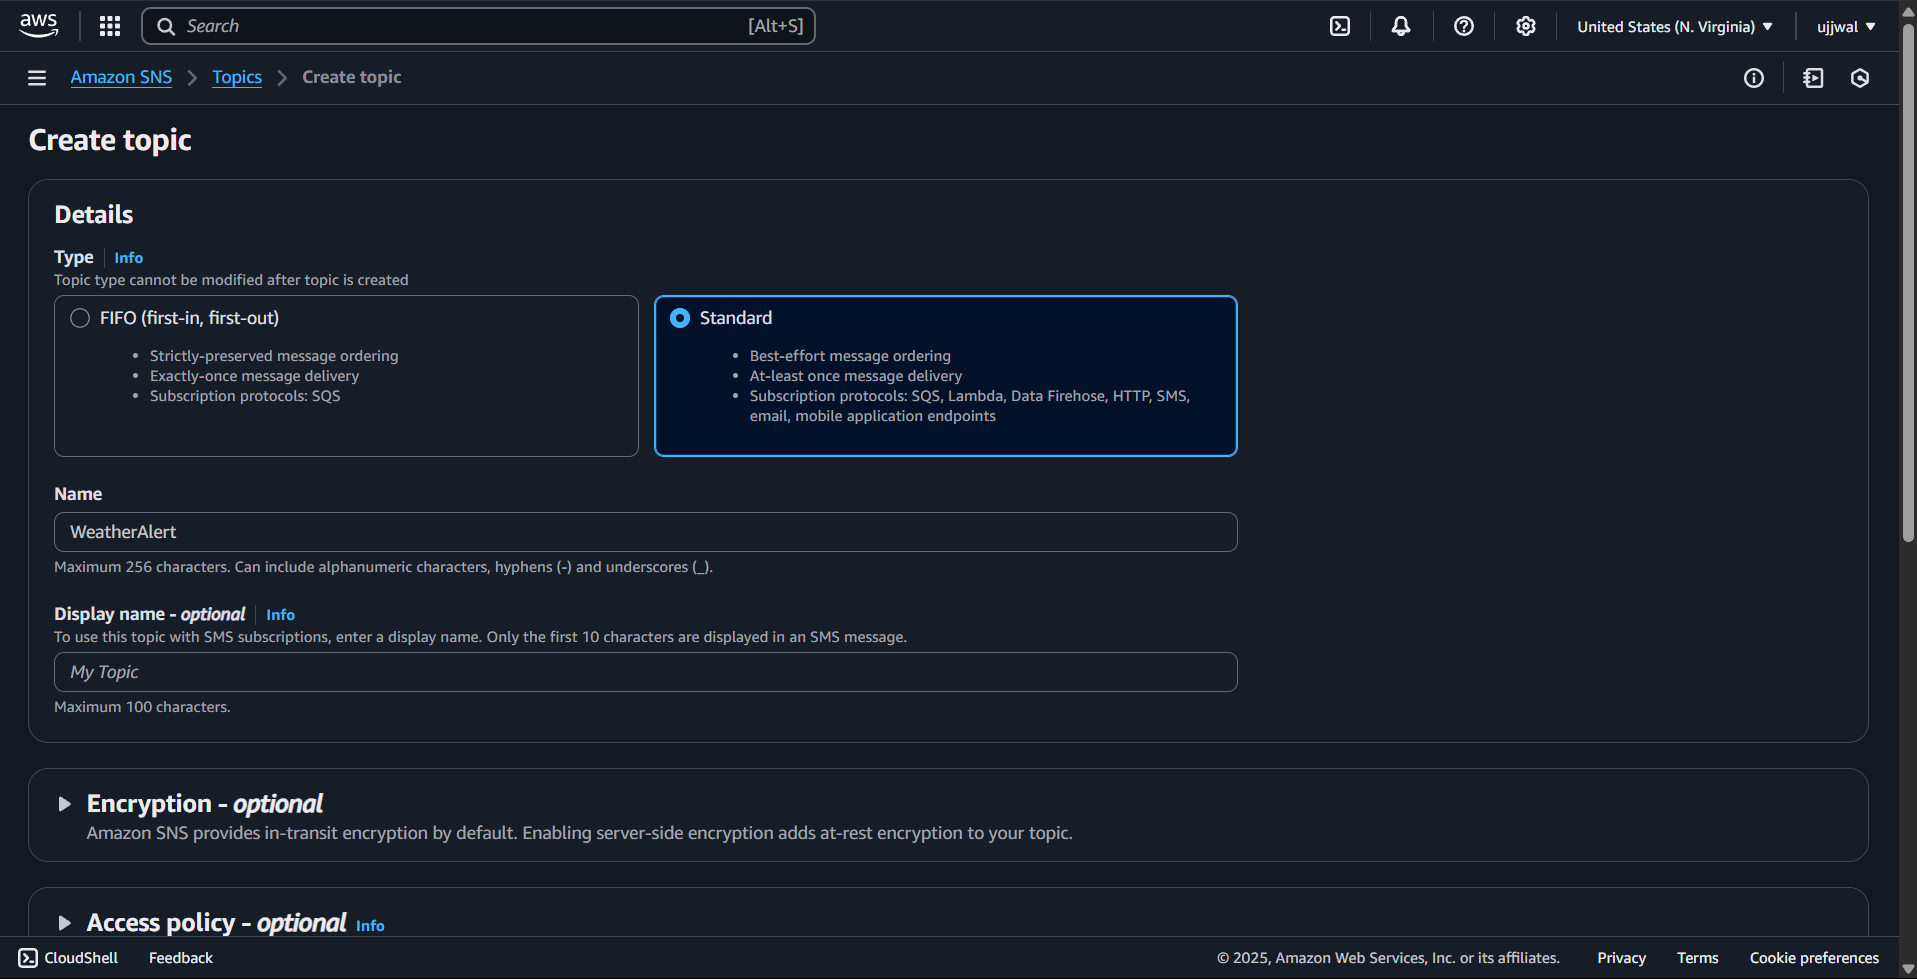 aws
Search [Alt+S]
United States (N. Virginia)
ujjwal
Amazon SNS Topics Create topic
Create topic
Details
Type Info
Topic type cannot be modified after topic is created
FIFO (first-in, first-out)
Strictly-preserved message ordering
Exactly-once message delivery
Subscription protocols: SQS
Standard
Best-effort message ordering
At-least once message delivery
Subscription protocols: SQS, Lambda, Data Firehose, HTTP, SMS,
email, mobile application endpoints
Name
WeatherAlert
Maximum 256 characters. Can include alphanumeric characters, hyphens (-) and underscores (_).
Display name - optional Info
To use this topic with SMS subscriptions, enter a display name. Only the first 10 characters are displayed in an SMS message.
My Topic
Maximum 100 characters.
Encryption - optional
Amazon SNS provides in-transit encryption by default. Enabling server-side encryption adds at-rest encryption to your topic.
Access policy - optional Info
CloudShell Feedback © 2025, Amazon Web Services, Inc. or its affiliates. Privacy Terms Cookie preferences